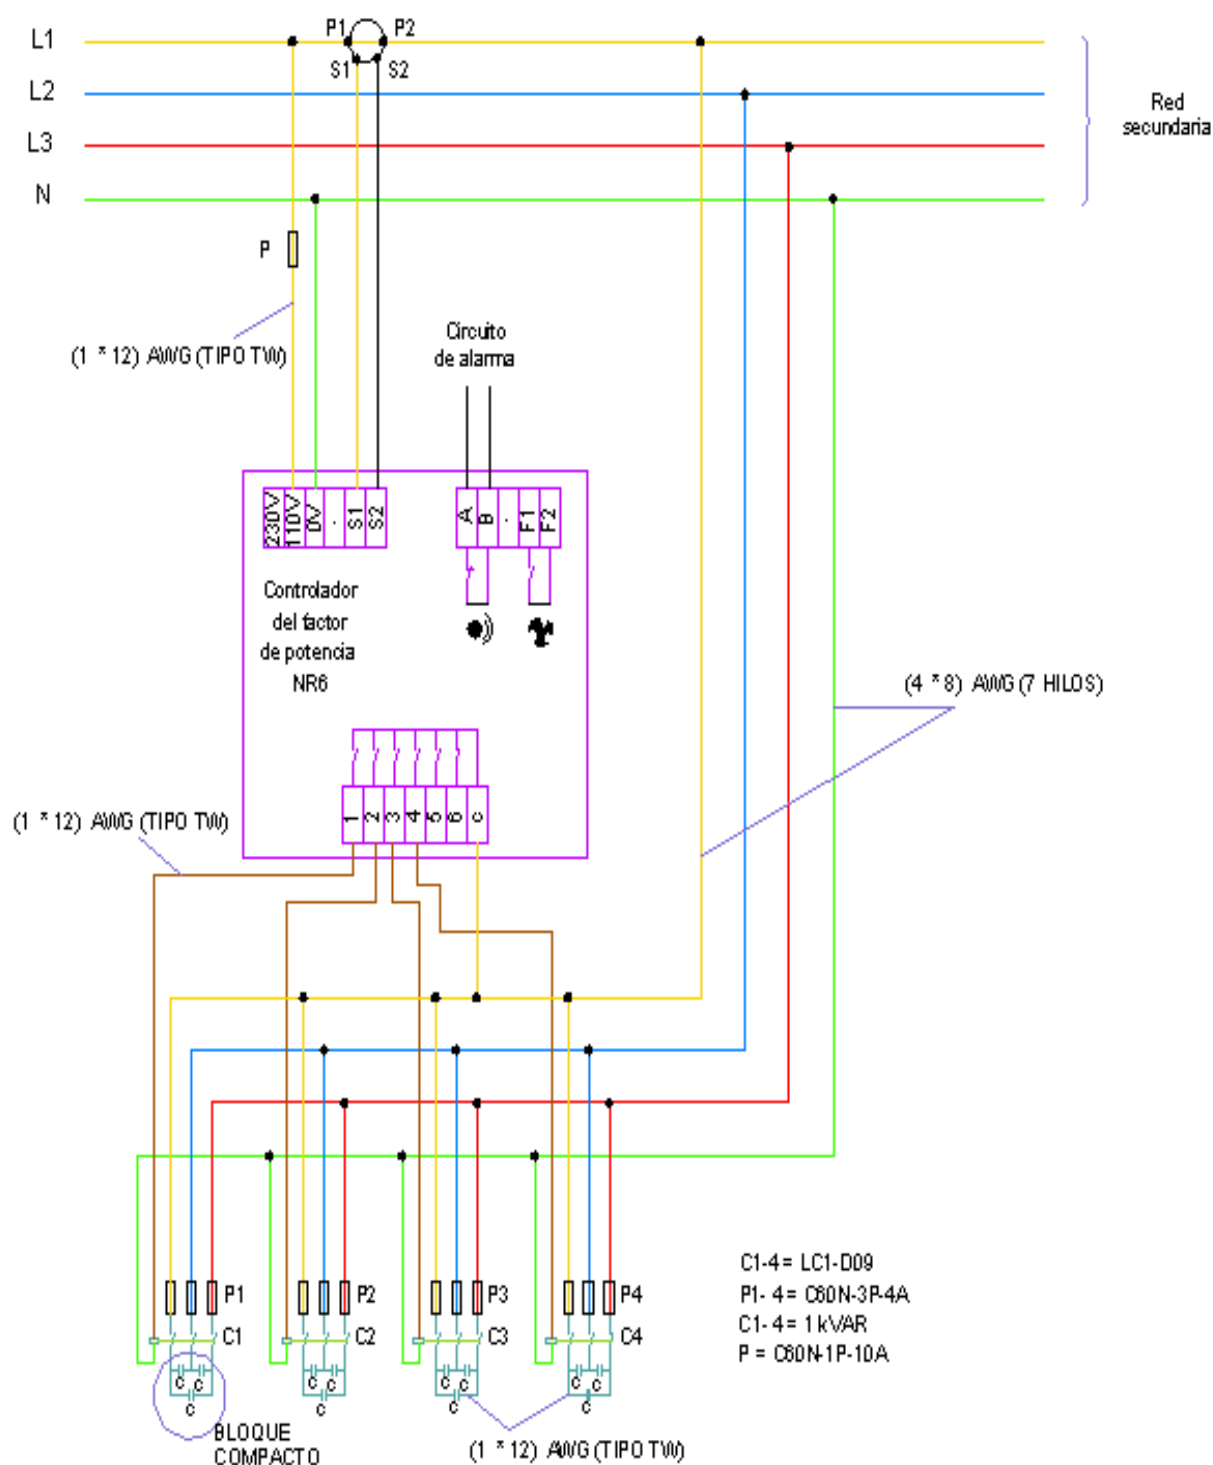 P1 P2
L1
S1 S2
L2
Red
secundaria
L3
N
P
Circuito
de alarma
(1 * 12) AWG (TIPO TW)
230V 110V 0V . S1 S2
A B . F1 F2
Controlador
del factor
de potencia
NR6
(4 * 8) AWG (7 HILOS)
1 2 3 4 5 6 C
(1 * 12) AWG (TIPO TW)
C1-4 = LC1-D09
P1 P2 P3 P4
P1- 4 = C60N-3P-4A
C1 C2 C3 C4
C1-4 = 1 kVAR
P = C60N-1P-10A
C C C C C C C C
C C C C
BLOQUE
COMPACTO
(1 * 12) AWG (TIPO TW)